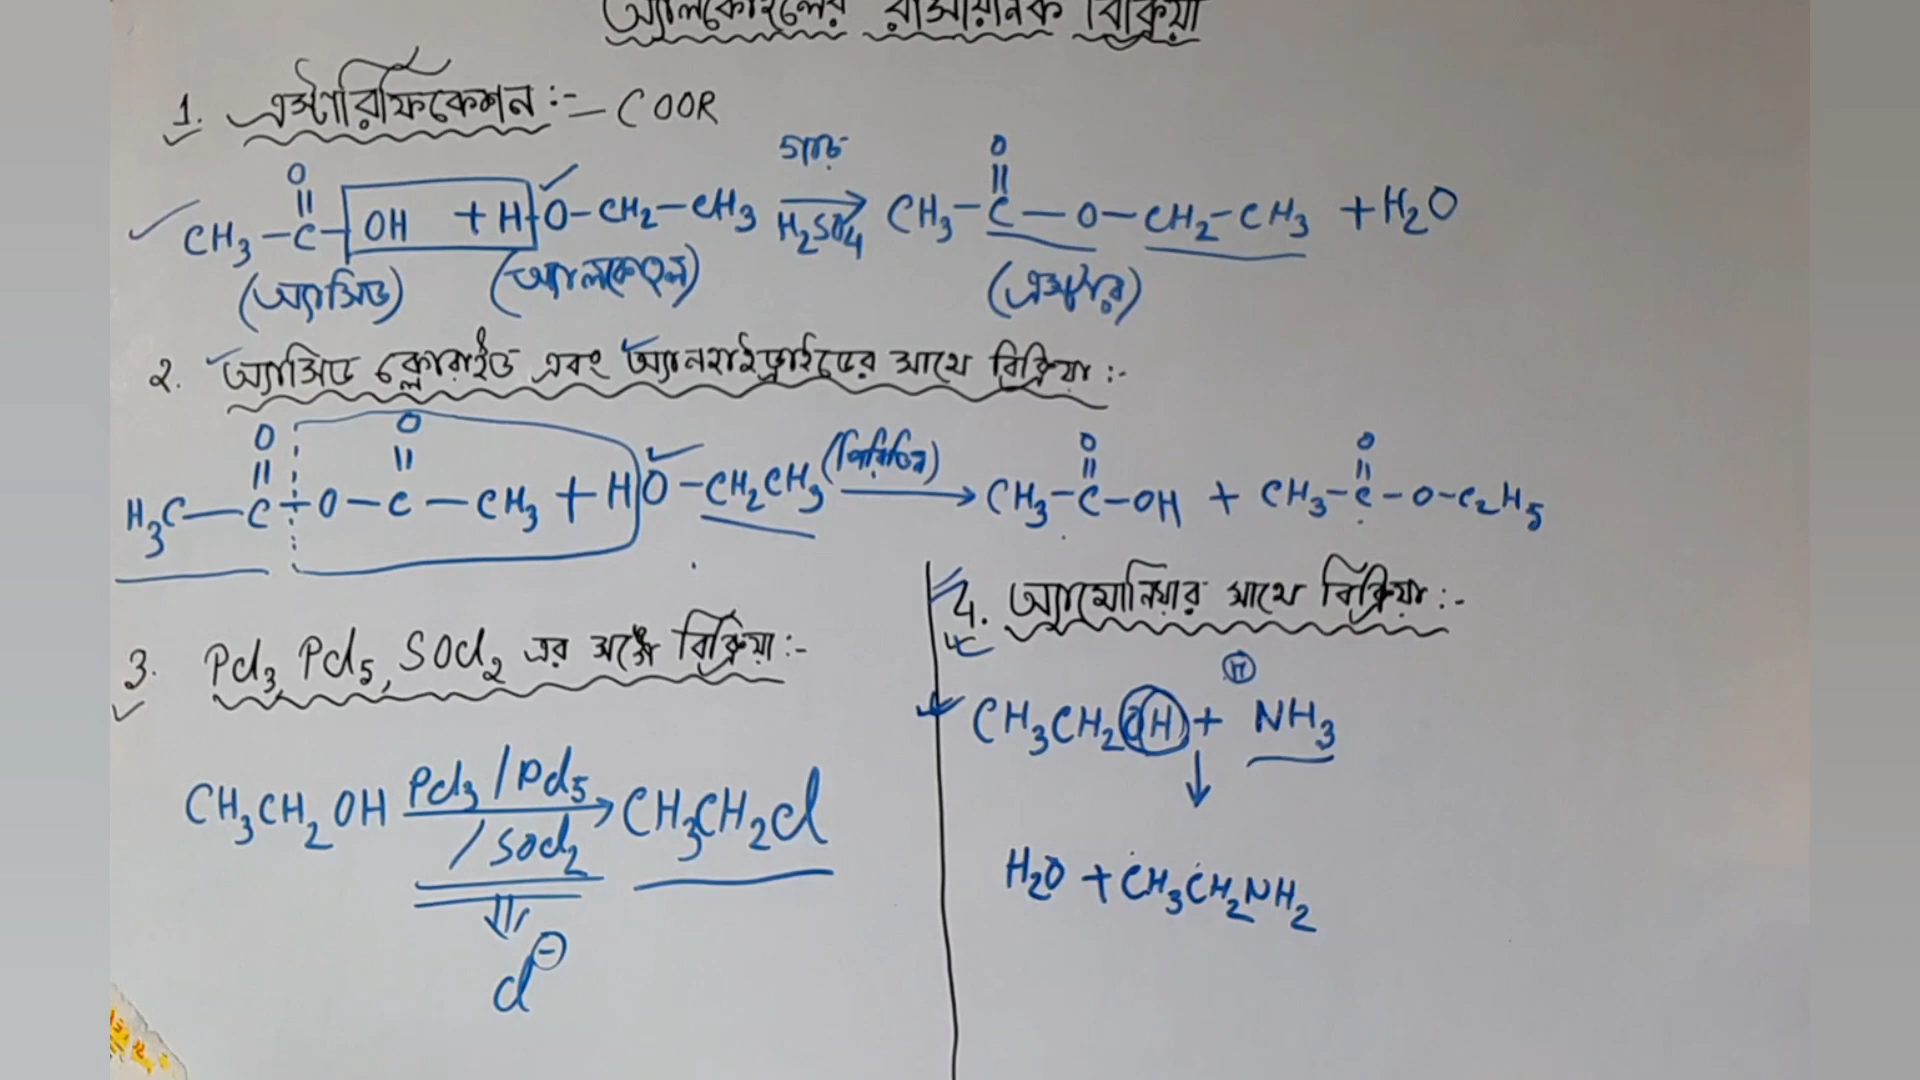 অ্যালকোহলের রাসায়নিক বিক্রিয়া
1. এস্টারিফিকেশন :- – COOR
CH3 – C(=O) – OH + H O – CH2 – CH3 গাঢ় H2SO4 → CH3 – C(=O) – O – CH2 – CH3 + H2O
(অ্যাসিড) (অ্যালকোহল) (এস্টার)
২. অ্যাসিড ক্লোরাইড এবং অ্যানহাইড্রাইডের সাথে বিক্রিয়া :-
H3C – C(=O) – O – C(=O) – CH3 + H O – CH2CH3 (পিরিডিন) → CH3 – C(=O) – OH + CH3 – C(=O) – O – C2H5
3. PCl3, PCl5, SOCl2 এর সঙ্গে বিক্রিয়া :-
CH3CH2OH PCl3 / PCl5 / SOCl2 → CH3CH2Cl
Cl⊖
4. অ্যামোনিয়ার সাথে বিক্রিয়া :-
H
CH3CH2OH + NH3
↓
H2O + CH3CH2NH2